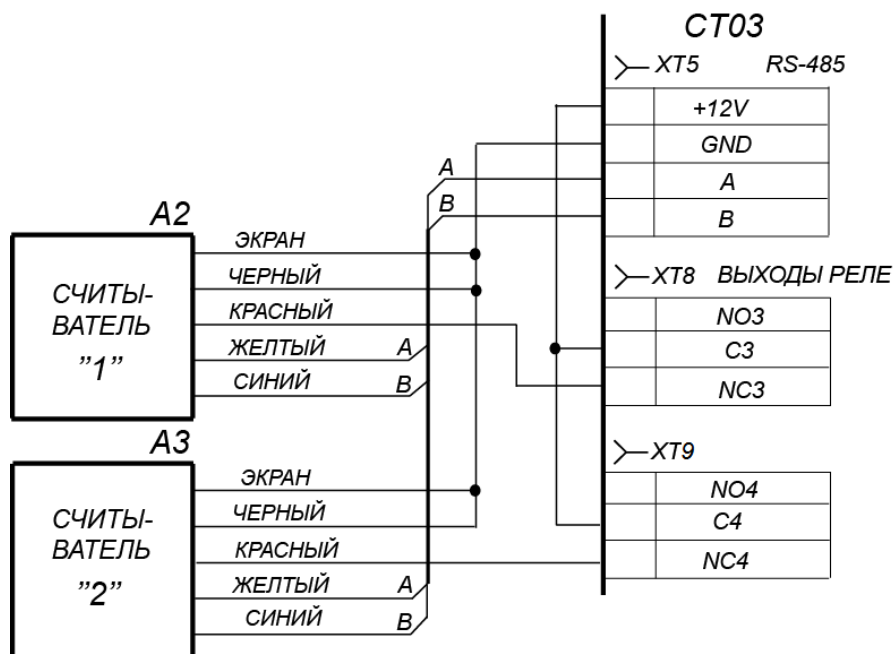 CT03
XT5 RS-485
+12V
GND
A
A
B
B
A2
ЭКРАН
ЧЕРНЫЙ
КРАСНЫЙ
ЖЕЛТЫЙ A
СИНИЙ B
СЧИТЫ-
ВАТЕЛЬ
"1"
XT8 ВЫХОДЫ РЕЛЕ
NO3
C3
NC3
A3
ЭКРАН
ЧЕРНЫЙ
КРАСНЫЙ
ЖЕЛТЫЙ A
СИНИЙ B
СЧИТЫ-
ВАТЕЛЬ
"2"
XT9
NO4
C4
NC4